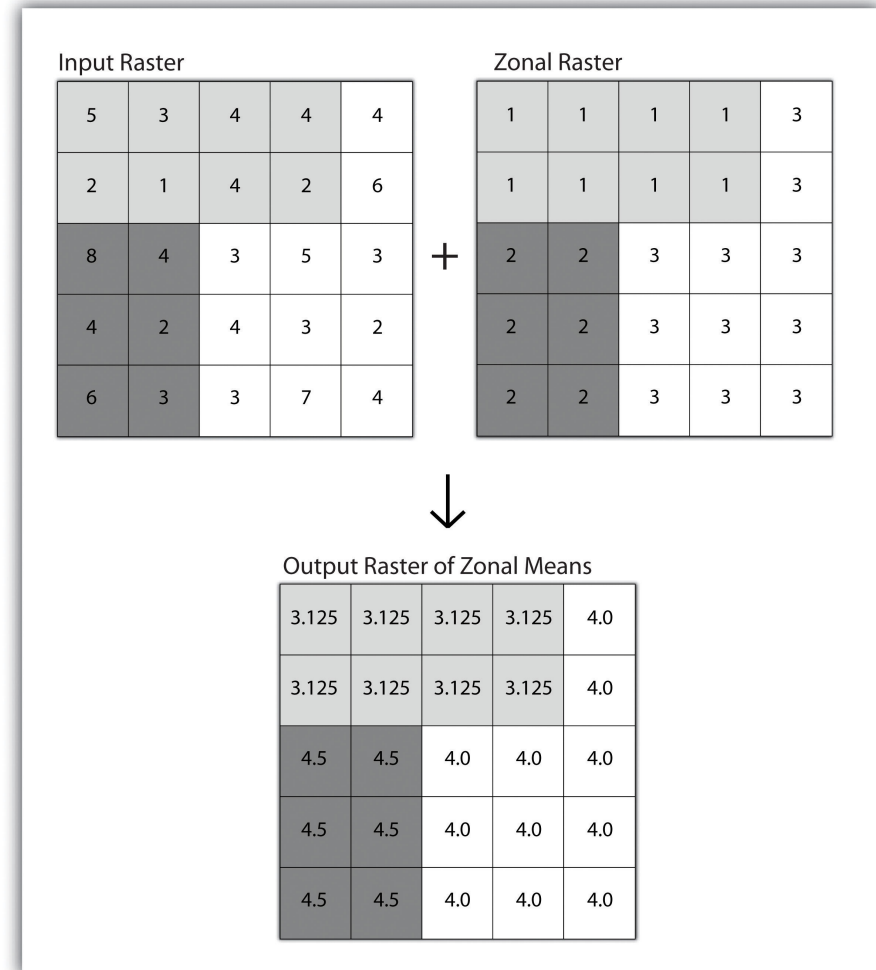 Input Raster
5 3 4 4 4
2 1 4 2 6
8 4 3 5 3
4 2 4 3 2
6 3 3 7 4
+
Zonal Raster
1 1 1 1 3
1 1 1 1 3
2 2 3 3 3
2 2 3 3 3
2 2 3 3 3
Output Raster of Zonal Means
3.125 3.125 3.125 3.125 4.0
3.125 3.125 3.125 3.125 4.0
4.5 4.5 4.0 4.0 4.0
4.5 4.5 4.0 4.0 4.0
4.5 4.5 4.0 4.0 4.0